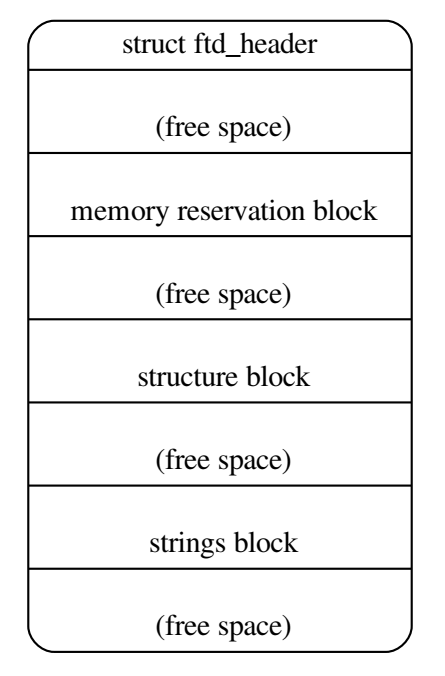 struct ftd_header
(free space)
memory reservation block
(free space)
structure block
(free space)
strings block
(free space)